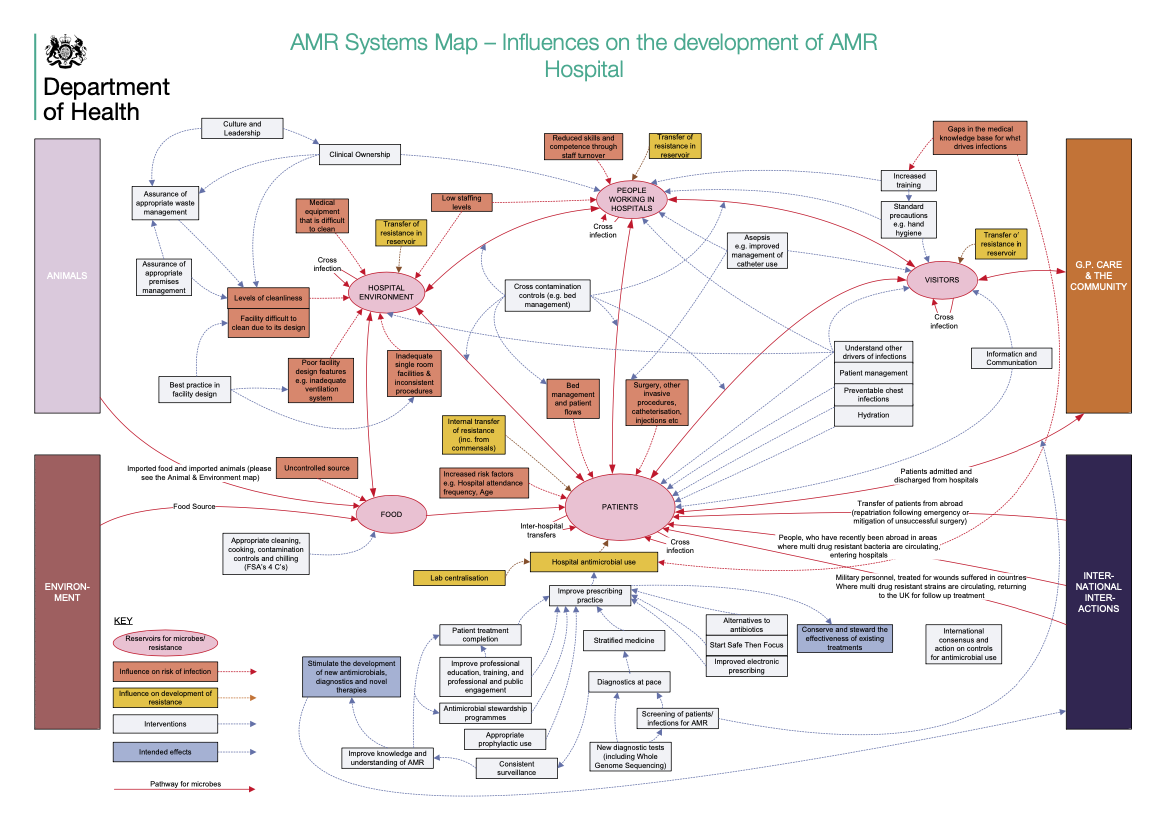 AMR Systems Map – Influences on the development of AMR
Hospital
Department
of Health
Culture and
Leadership
Clinical Ownership
Reduced skills and
competence through
staff turnover
Transfer of
resistance in
reservoir
Gaps in the medical
knowledge base for what
drives infections
Assurance of
appropriate waste
management
Medical
equipment
that is difficult
to clean
Low staffing
levels
PEOPLE
WORKING IN
HOSPITALS
Increased
training
Standard
precautions
e.g. hand
hygiene
Transfer of
resistance in
reservoir
Cross
infection
Asepsis
e.g. improved
management of
catheter use
Transfer o'
resistance in
reservoir
ANIMALS
Assurance of
appropriate
premises
management
Cross
infection
HOSPITAL
ENVIRONMENT
Cross contamination
controls (e.g. bed
management)
VISITORS
G.P. CARE
& THE
COMMUNITY
Levels of cleanliness
Facility difficult to
clean due to its design
Cross
infection
Poor facility
design features
e.g. inadequate
ventilation
system
Inadequate
single room
facilities &
inconsistent
procedures
Understand other
drivers of infections
Patient management
Preventable chest
infections
Hydration
Information and
Communication
Best practice in
facility design
Bed
management
and patient
flows
Surgery, other
invasive
procedures,
catheterisation,
injections etc
Internal transfer
of resistance
(inc. from
commensals)
Imported food and imported animals (please
see the Animal & Environment map)
Uncontrolled source
Increased risk factors
e.g. Hospital attendance
frequency, Age
Patients admitted and
discharged from hospitals
Food Source
FOOD
PATIENTS
Transfer of patients from abroad
(repatriation following emergency or
mitigation of unsuccessful surgery)
Inter-hospital
transfers
Cross
infection
People, who have recently been abroad in areas
where multi drug resistant bacteria are circulating,
entering hospitals
Appropriate cleaning,
cooking, contamination
controls and chilling
(FSA's 4 C's)
Hospital antimicrobial use
Lab centralisation
Military personnel, treated for wounds suffered in countries
Where multi drug resistant strains are circulating, returning
to the UK for follow up treatment
ENVIRON-
MENT
INTER-
NATIONAL
INTER-
ACTIONS
Improve prescribing
practice
KEY
Reservoirs for microbes/
resistance
Influence on risk of infection
Influence on development of
resistance
Interventions
Intended effects
Pathway for microbes
Patient treatment
completion
Stratified medicine
Alternatives to
antibiotics
Start Safe Then Focus
Improved electronic
prescribing
Conserve and steward the
effectiveness of existing
treatments
International
consensus and
action on controls
for antimicrobial use
Stimulate the development
of new antimicrobials,
diagnostics and novel
therapies
Improve professional
education, training, and
professional and public
engagement
Diagnostics at pace
Antimicrobial stewardship
programmes
Screening of patients/
infections for AMR
Appropriate
prophylactic use
Improve knowledge and
understanding of AMR
Consistent
surveillance
New diagnostic tests
(including Whole
Genome Sequencing)